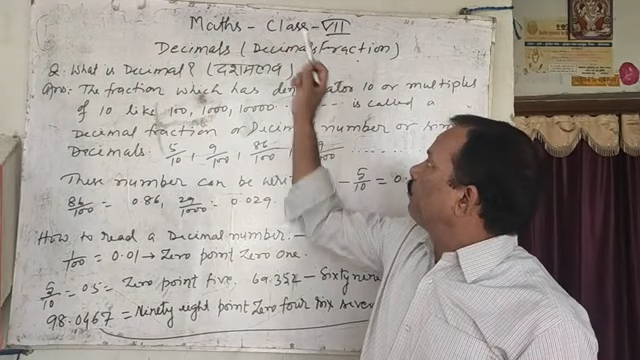 Maths - Class - VII
Decimals (Decimals Fraction)
Q. What is Decimal? (दशमलव)
Ans: The fraction which has 10 or multiples
of 10 like 100, 1000, 10000 is called a
Decimal fraction or Decimal number or
Decimals. 5/10, 9/100, 86/100,
These number can be 5/10 = 0.
86/100 = 0.86, 29/1000 = 0.029.
How to read a Decimal number. -
1/100 = 0.01 → Zero point Zero One.
5/10 = 0.5 = Zero point five. 69.352 - Sixty nine
98.0467 = Ninety eight point Zero four six seven